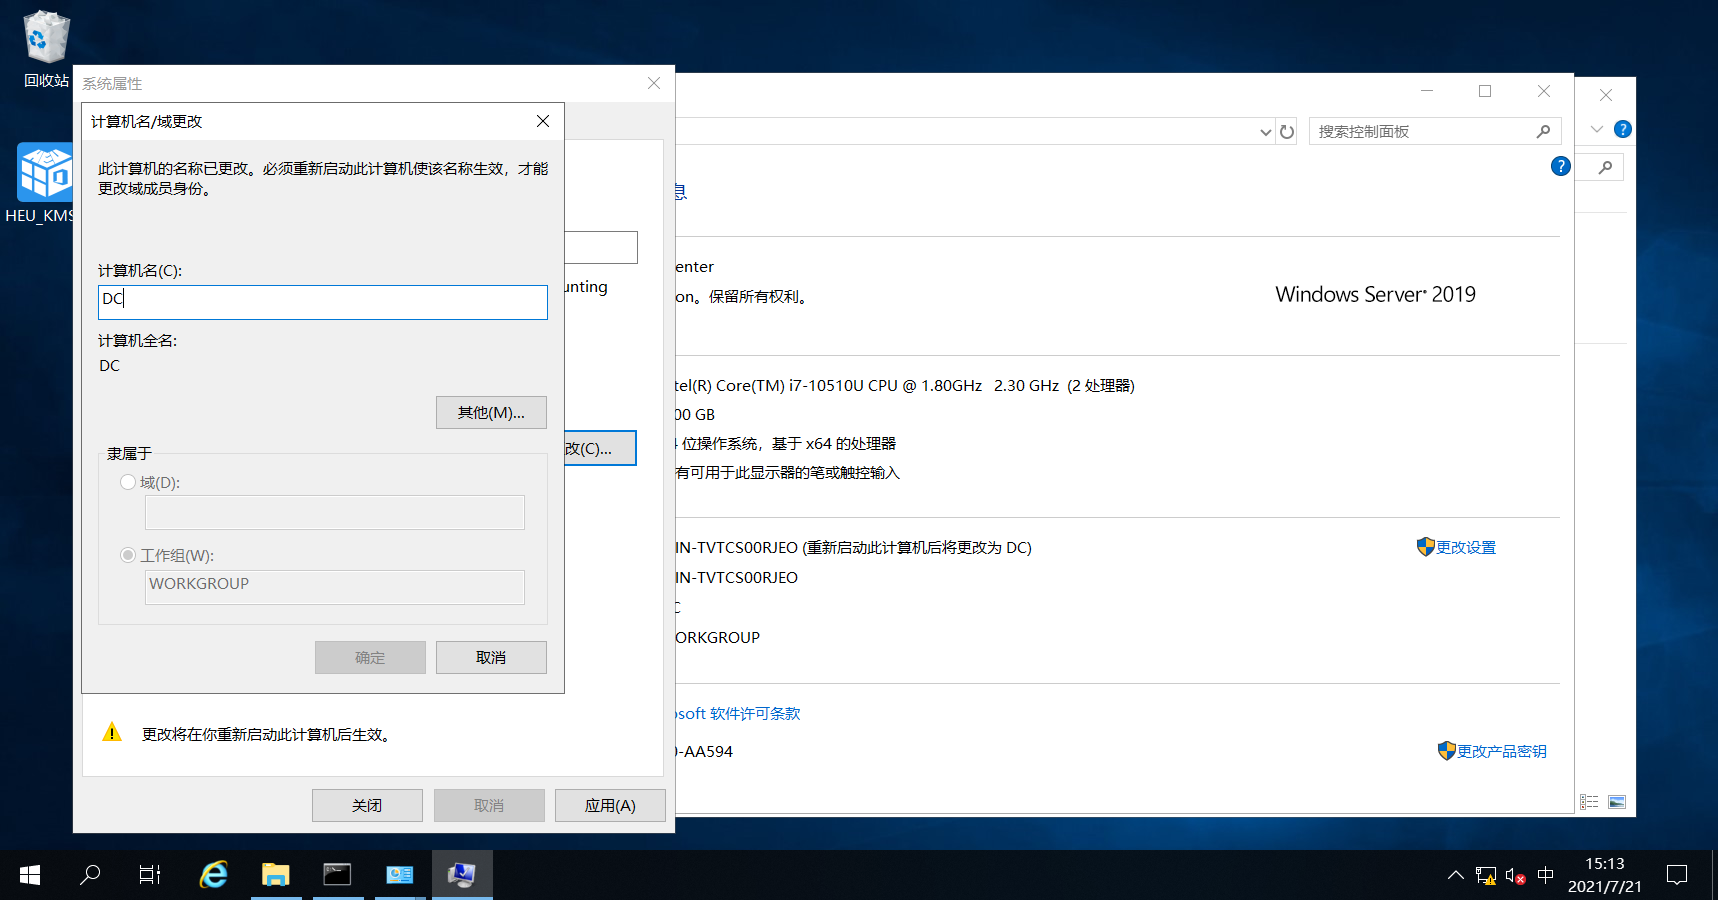 回收站
HEU_KMS
系统属性
计算机名/域更改
此计算机的名称已更改。必须重新启动此计算机使该名称生效，才能
更改域成员身份。
计算机名(C):
DC
计算机全名:
DC
其他(M)...
隶属于
域(D):
工作组(W):
WORKGROUP
确定
取消
unting
改(C)...
更改将在你重新启动此计算机后生效。
关闭
取消
应用(A)
搜索控制面板
息
enter
on。保留所有权利。
Windows Server 2019
tel(R) Core(TM) i7-10510U CPU @ 1.80GHz 2.30 GHz (2 处理器)
00 GB
位操作系统，基于 x64 的处理器
有可用于此显示器的笔或触控输入
IN-TVTCS00RJEO (重新启动此计算机后将更改为 DC)
更改设置
IN-TVTCS00RJEO
C
ORKGROUP
osoft 软件许可条款
0-AA594
更改产品密钥
中
15:13
2021/7/21